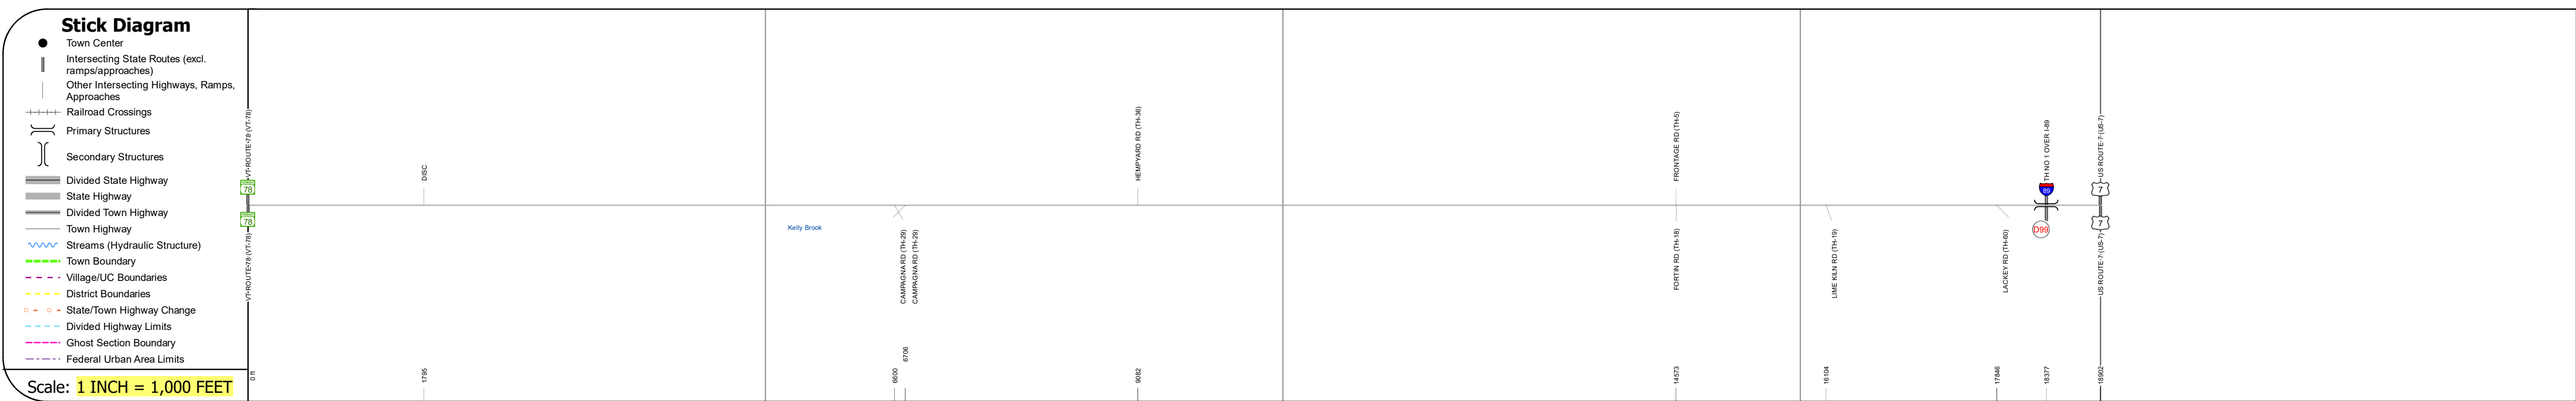 Stick Diagram
Town Center
Intersecting State Routes (excl.
ramps/approaches)
Other Intersecting Highways, Ramps,
Approaches
Railroad Crossings
Primary Structures
Secondary Structures
Divided State Highway
State Highway
Divided Town Highway
Town Highway
Streams (Hydraulic Structure)
Town Boundary
Village/UC Boundaries
District Boundaries
State/Town Highway Change
Divided Highway Limits
Ghost Section Boundary
Federal Urban Area Limits
Scale: 1 INCH = 1,000 FEET
VT-ROUTE-78 (VT-78)
78
78
VT-ROUTE-78 (VT-78)
0 ft
DISC
1795
Kelly Brook
CAMPAGNA RD (TH-29)
CAMPAGNA RD (TH-29)
6600
6706
HEMPYARD RD (TH-36)
9082
FRONTAGE RD (TH-5)
FORTIN RD (TH-18)
14573
LIME KILN RD (TH-19)
16104
LACKEY RD (TH-60)
17846
TH NO 1 OVER I-89
89
D99
18377
US ROUTE-7 (US-7)
7
7
US ROUTE-7 (US-7)
18902